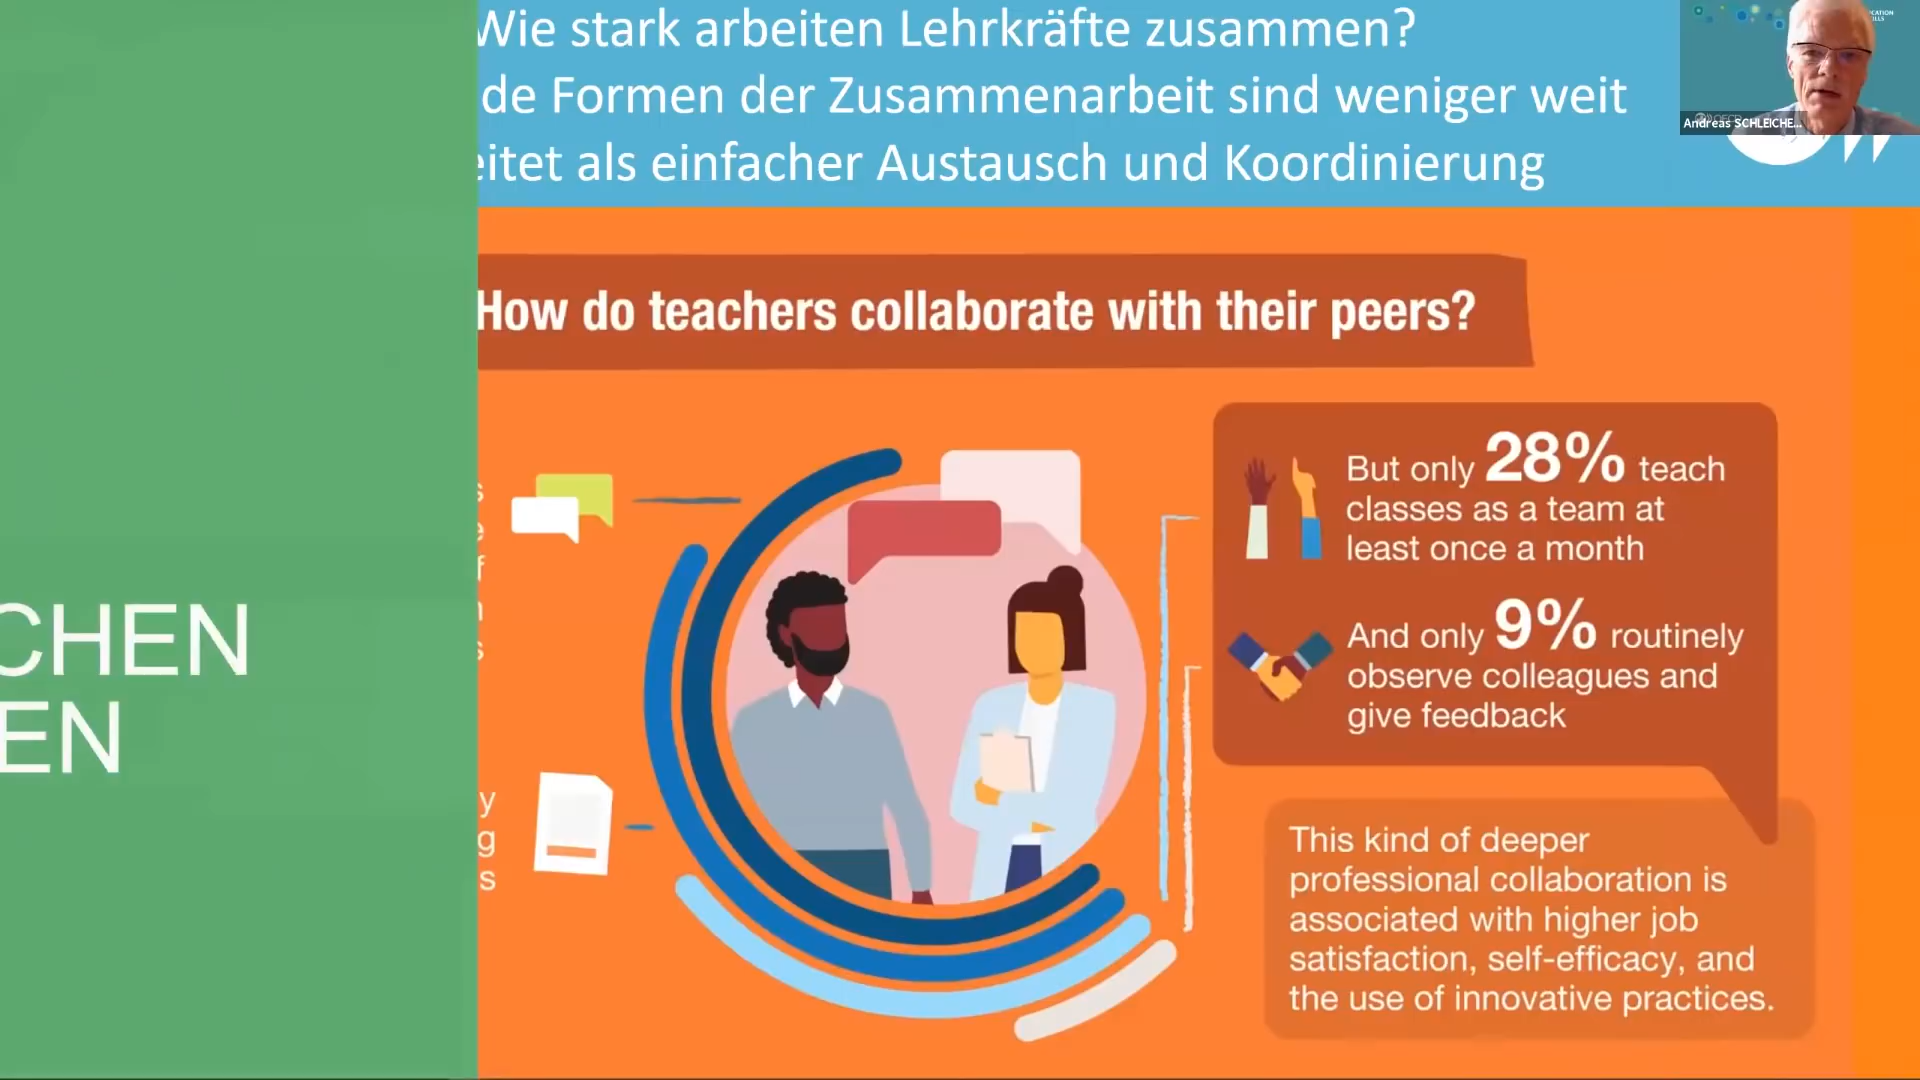 Wie stark arbeiten Lehrkräfte zusammen?
de Formen der Zusammenarbeit sind weniger weit
eitet als einfacher Austausch und Koordinierung
Andreas SCHLEICHE...
How do teachers collaborate with their peers?
CHEN
EN
But only 28% teach
classes as a team at
least once a month
And only 9% routinely
observe colleagues and
give feedback
y
g
s
This kind of deeper
professional collaboration is
associated with higher job
satisfaction, self-efficacy, and
the use of innovative practices.